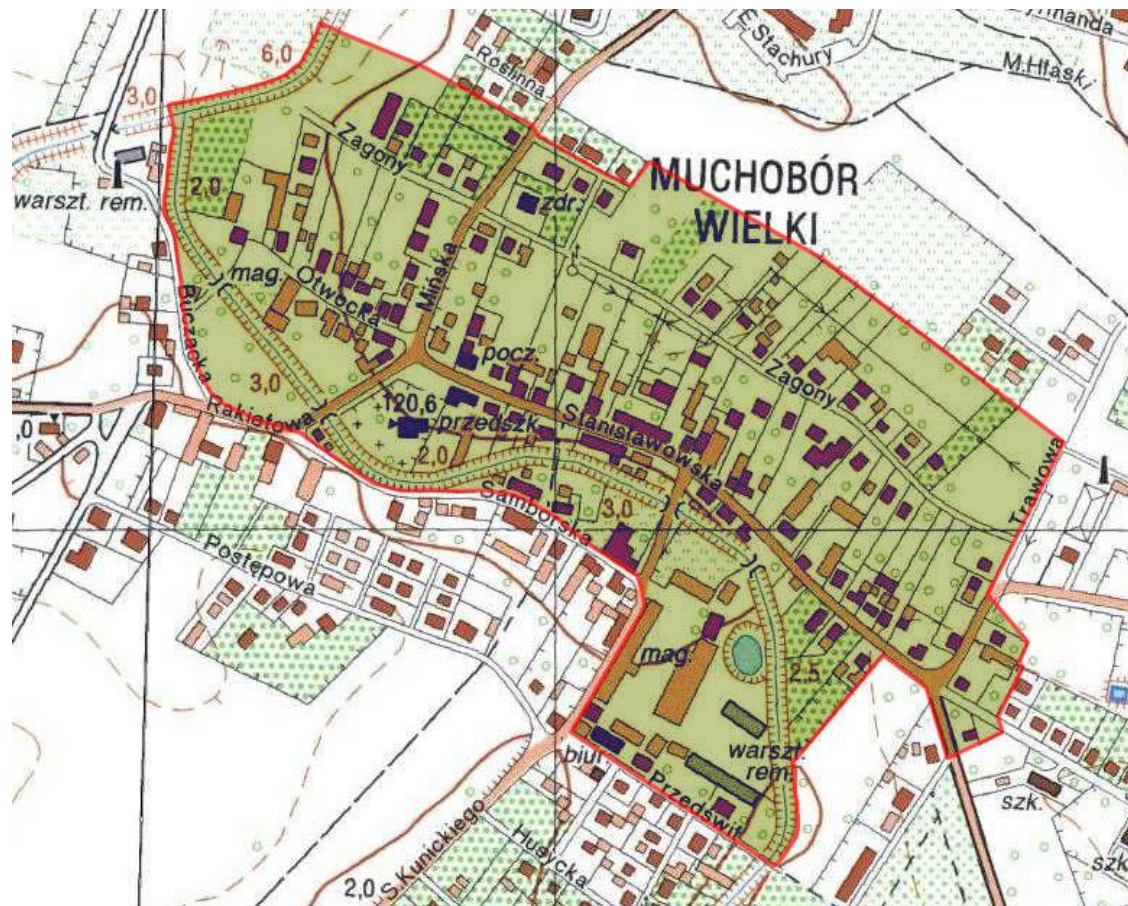 E. Stachury
M. Hłaski
6,0
Roślinna
3,0
Zagony
MUCHOBÓR
WIELKI
2,0
warszt. rem.
zdr.
mag.
Otwocka
Mińska
Buczacka
pocz.
3,0
Zagony
Rakietowa
120,6
przedszk.
Stanisławowska
,0
2,0
Trawowa
Samborska
3,0
Postępowa
mag.
2,5
biur
warszt.
rem.
Przedświt
szk.
szk
Husycka
S. Kunickiego
2,0